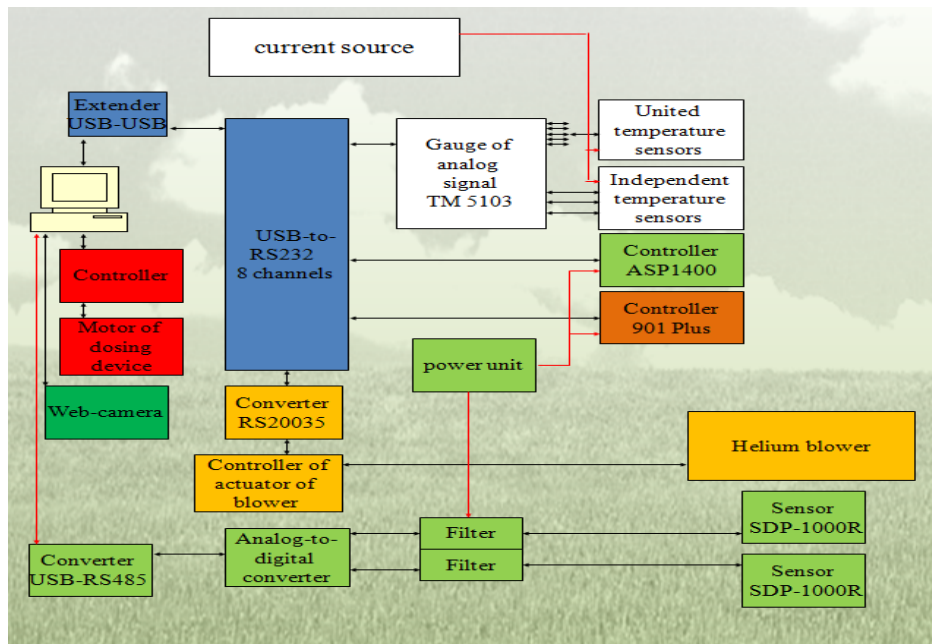 current source
Extender
USB-USB
United
temperature
sensors
Gauge of
analog
signal
TM 5103
Independent
temperature
sensors
USB-to-
RS232
8 channels
Controller
ASP1400
Controller
Controller
901 Plus
Motor of
dosing
device
power unit
Web-camera
Converter
RS20035
Helium blower
Controller of
actuator of
blower
Sensor
SDP-1000R
Filter
Analog-to-
digital
converter
Converter
USB-RS485
Filter
Sensor
SDP-1000R